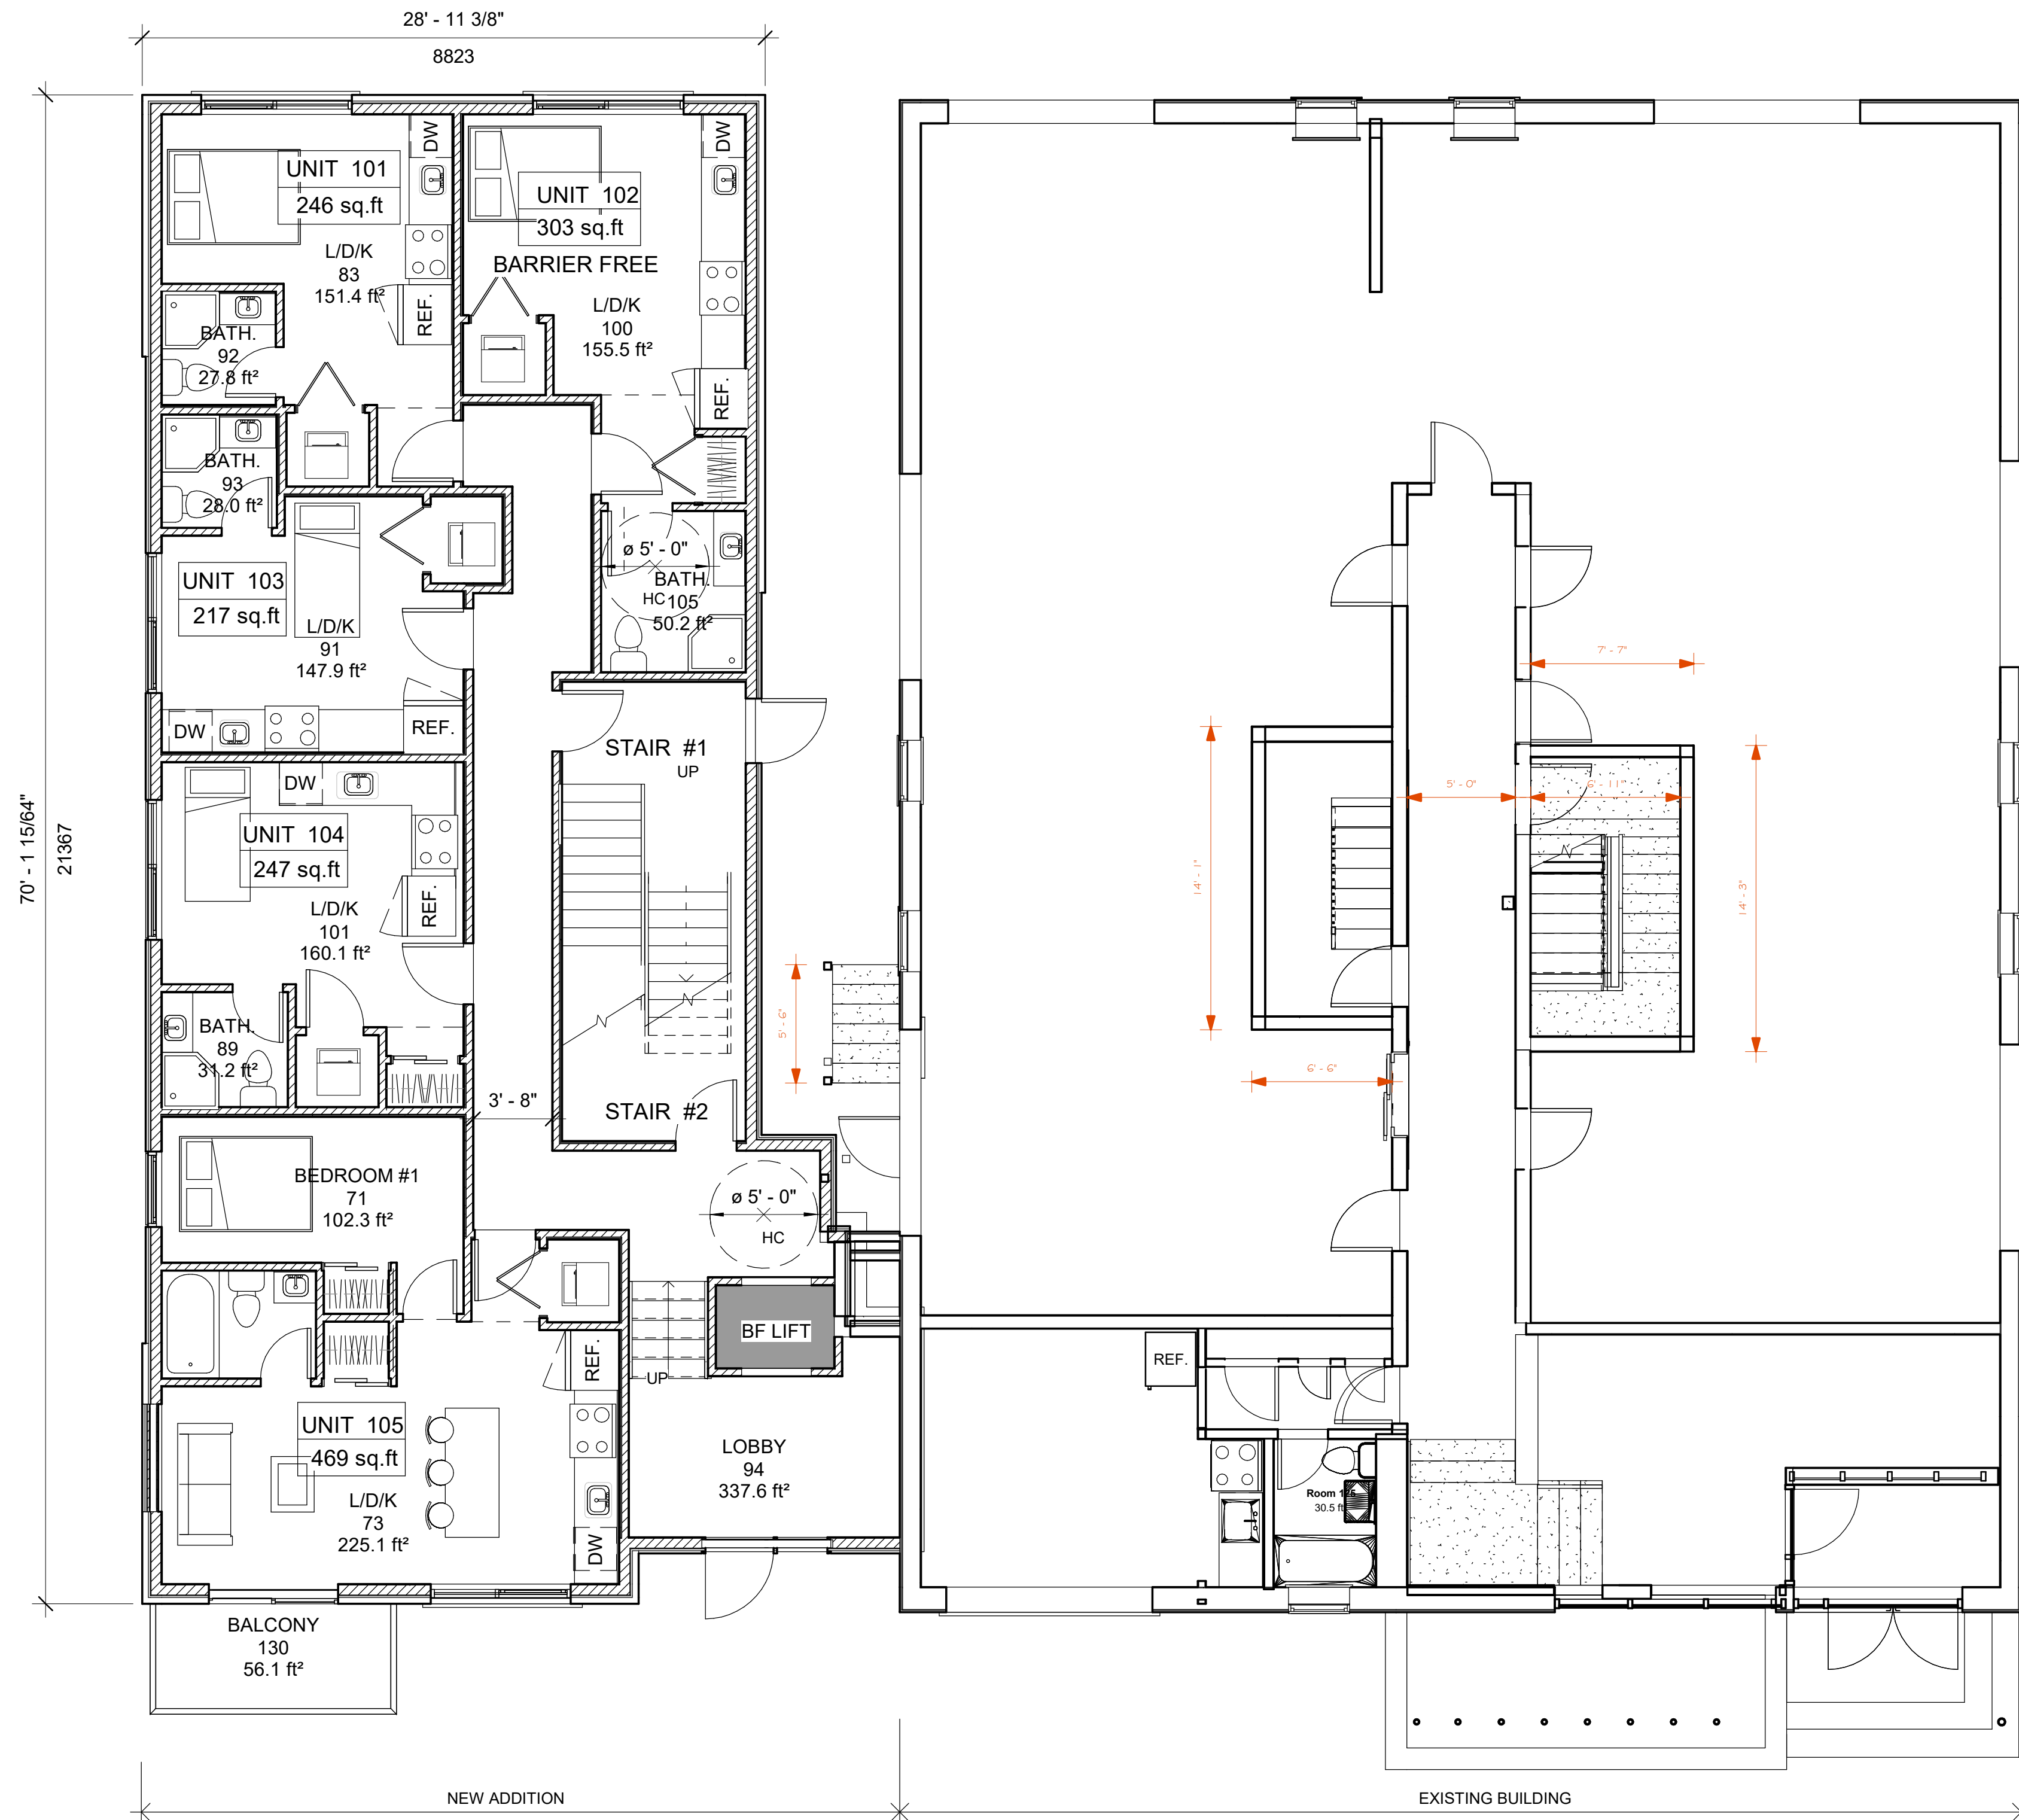 28' - 11 3/8"
8823
70' - 1 15/64"
21367
UNIT 101
246 sq.ft
L/D/K
83
151.4 ft²
DW
REF.
BATH.
92
27.8 ft²
UNIT 102
303 sq.ft
BARRIER FREE
L/D/K
100
155.5 ft²
DW
REF.
BATH.
93
28.0 ft²
ø 5' - 0"
BATH.
HC 105
50.2 ft²
UNIT 103
217 sq.ft
L/D/K
91
147.9 ft²
DW
REF.
STAIR #1
UP
UNIT 104
247 sq.ft
DW
L/D/K
101
160.1 ft²
REF.
BATH.
89
31.2 ft²
3' - 8"
STAIR #2
5' - 6"
BEDROOM #1
71
102.3 ft²
ø 5' - 0"
HC
BF LIFT
UP
UNIT 105
469 sq.ft
L/D/K
73
225.1 ft²
REF.
DW
LOBBY
94
337.6 ft²
BALCONY
130
56.1 ft²
7' - 7"
5' - 0"
6' - 11"
14' - 1"
14' - 3"
6' - 6"
REF.
Room
30.5
NEW ADDITION
EXISTING BUILDING